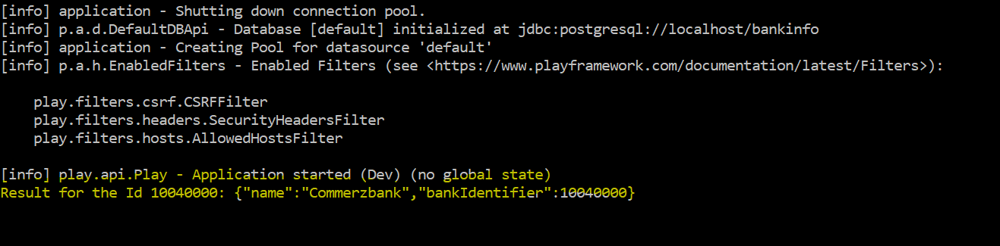 [info] application - Shutting down connection pool.
[info] p.a.d.DefaultDBApi - Database [default] initialized at jdbc:postgresql://localhost/bankinfo
[info] application - Creating Pool for datasource 'default'
[info] p.a.h.EnabledFilters - Enabled Filters (see <https://www.playframework.com/documentation/latest/Filters>):
play.filters.csrf.CSRFFilter
play.filters.headers.SecurityHeadersFilter
play.filters.hosts.AllowedHostsFilter
[info] play.api.Play - Application started (Dev) (no global state)
Result for the Id 10040000: {"name":"Commerzbank","bankIdentifier":10040000}